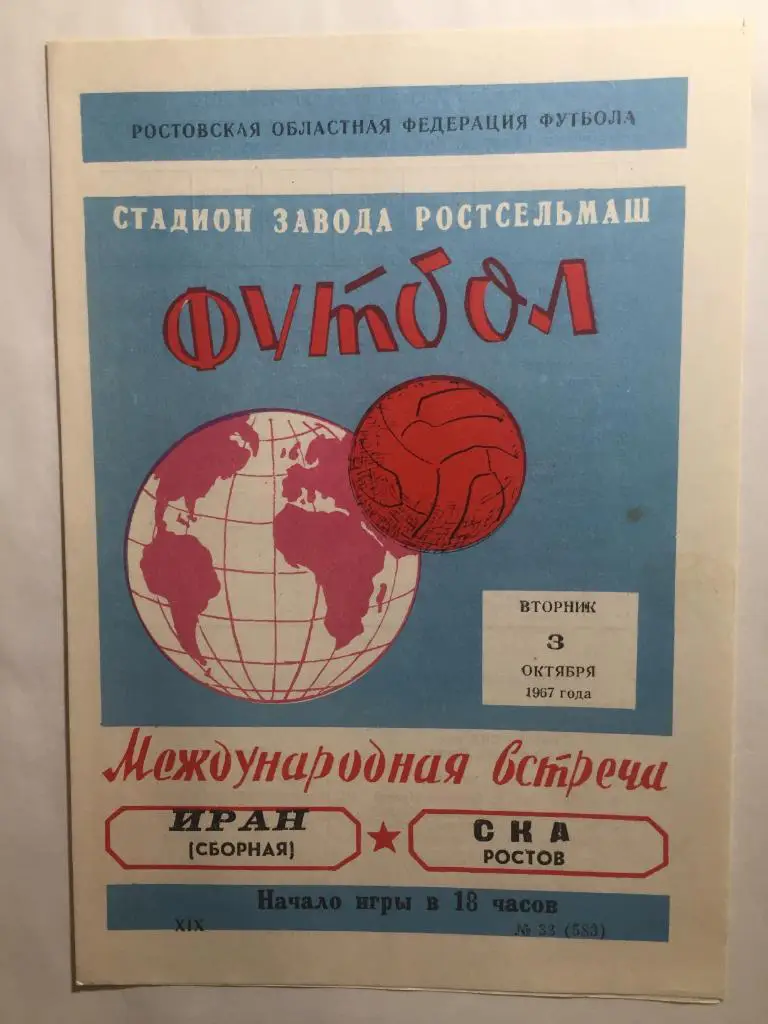 РОСТОВСКАЯ ОБЛАСТНАЯ ФЕДЕРАЦИЯ ФУТБОЛА
СТАДИОН ЗАВОДА РОСТСЕЛЬМАШ
ФУТБОЛ
ВТОРНИК
3
ОКТЯБРЯ
1967 года
Международная встреча
ИРАН
(СБОРНАЯ)
СКА
РОСТОВ
Начало игры в 18 часов
XIX
№ 33 (583)